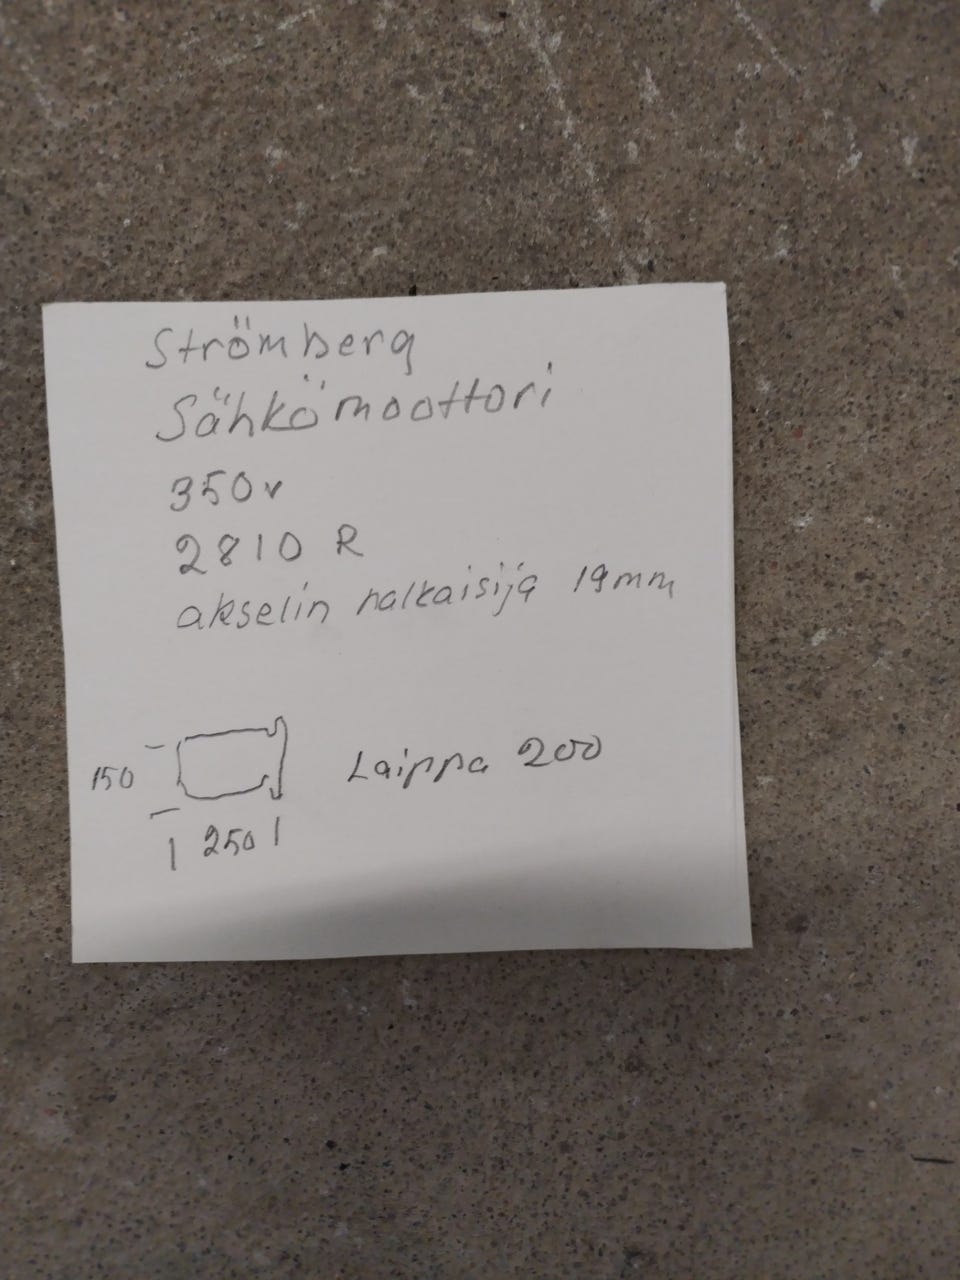 Strömberg
Sähkömoottori
350v
2810 R
akselin halkaisija 19mm
150
Laippa 200
250